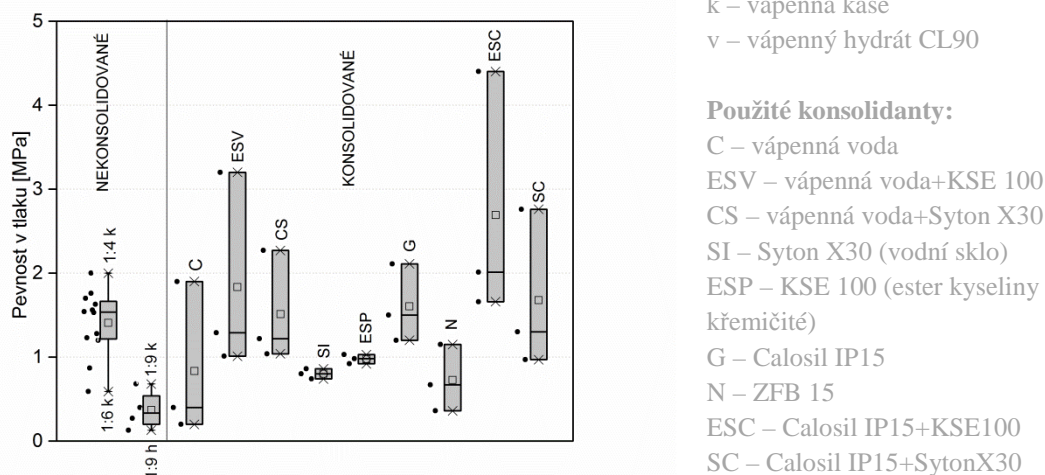 5
4
3
2
1
0
Pevnost v tlaku [MPa]
NEKONSOLIDOVANÉ
KONSOLIDOVANÉ
1:4 k
1:6 k
1:9 k
1:9 h
C
ESV
CS
SI
ESP
G
N
ESC
SC
k – vápenná kaše
v – vápenný hydrát CL90
Použité konsolidanty:
C – vápenná voda
ESV – vápenná voda+KSE 100
CS – vápenná voda+Syton X30
SI – Syton X30 (vodní sklo)
ESP – KSE 100 (ester kyseliny
křemičité)
G – Calosil IP15
N – ZFB 15
ESC – Calosil IP15+KSE100
SC – Calosil IP15+SytonX30